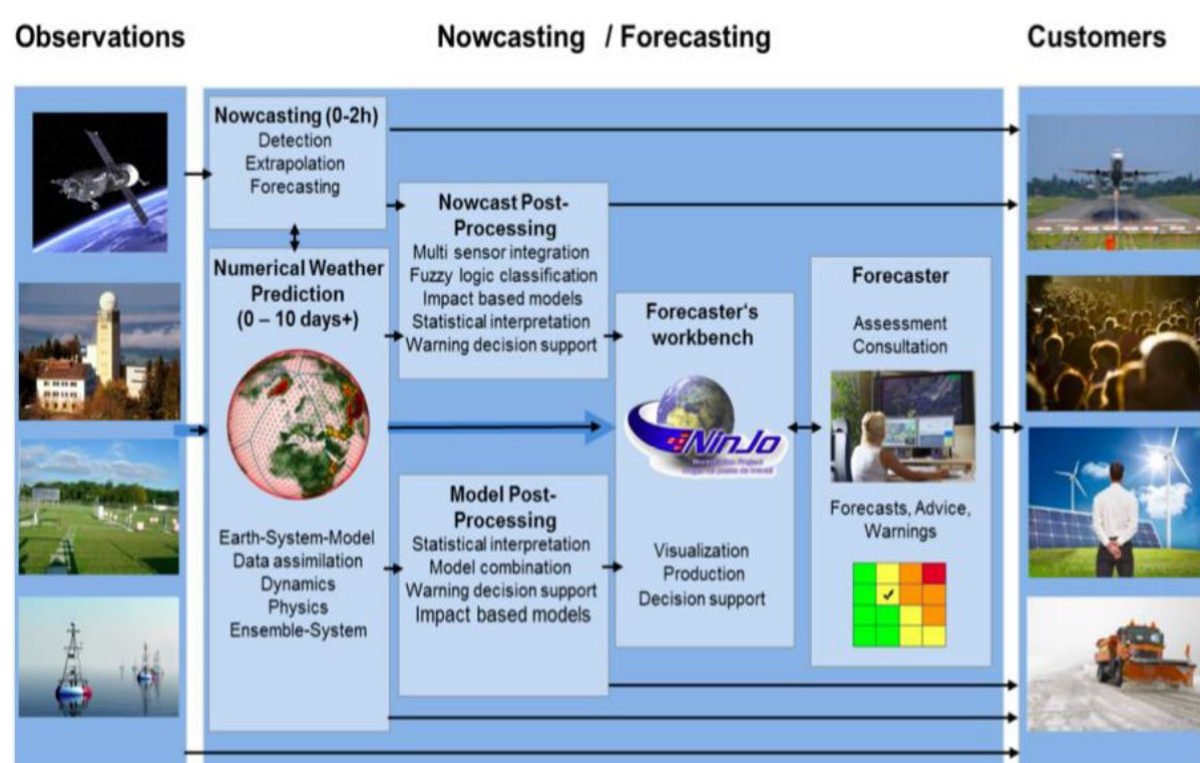 Observations
Nowcasting / Forecasting
Customers
Nowcasting (0-2h)
Detection
Extrapolation
Forecasting
Numerical Weather
Prediction
(0 – 10 days+)
Earth-System-Model
Data assimilation
Dynamics
Physics
Ensemble-System
Nowcast Post-
Processing
Multi sensor integration
Fuzzy logic classification
Impact based models
Statistical interpretation
Warning decision support
Model Post-
Processing
Statistical interpretation
Model combination
Warning decision support
Impact based models
Forecaster's
workbench
NinJo
Visualization
Production
Decision support
Forecaster
Assessment
Consultation
Forecasts, Advice,
Warnings